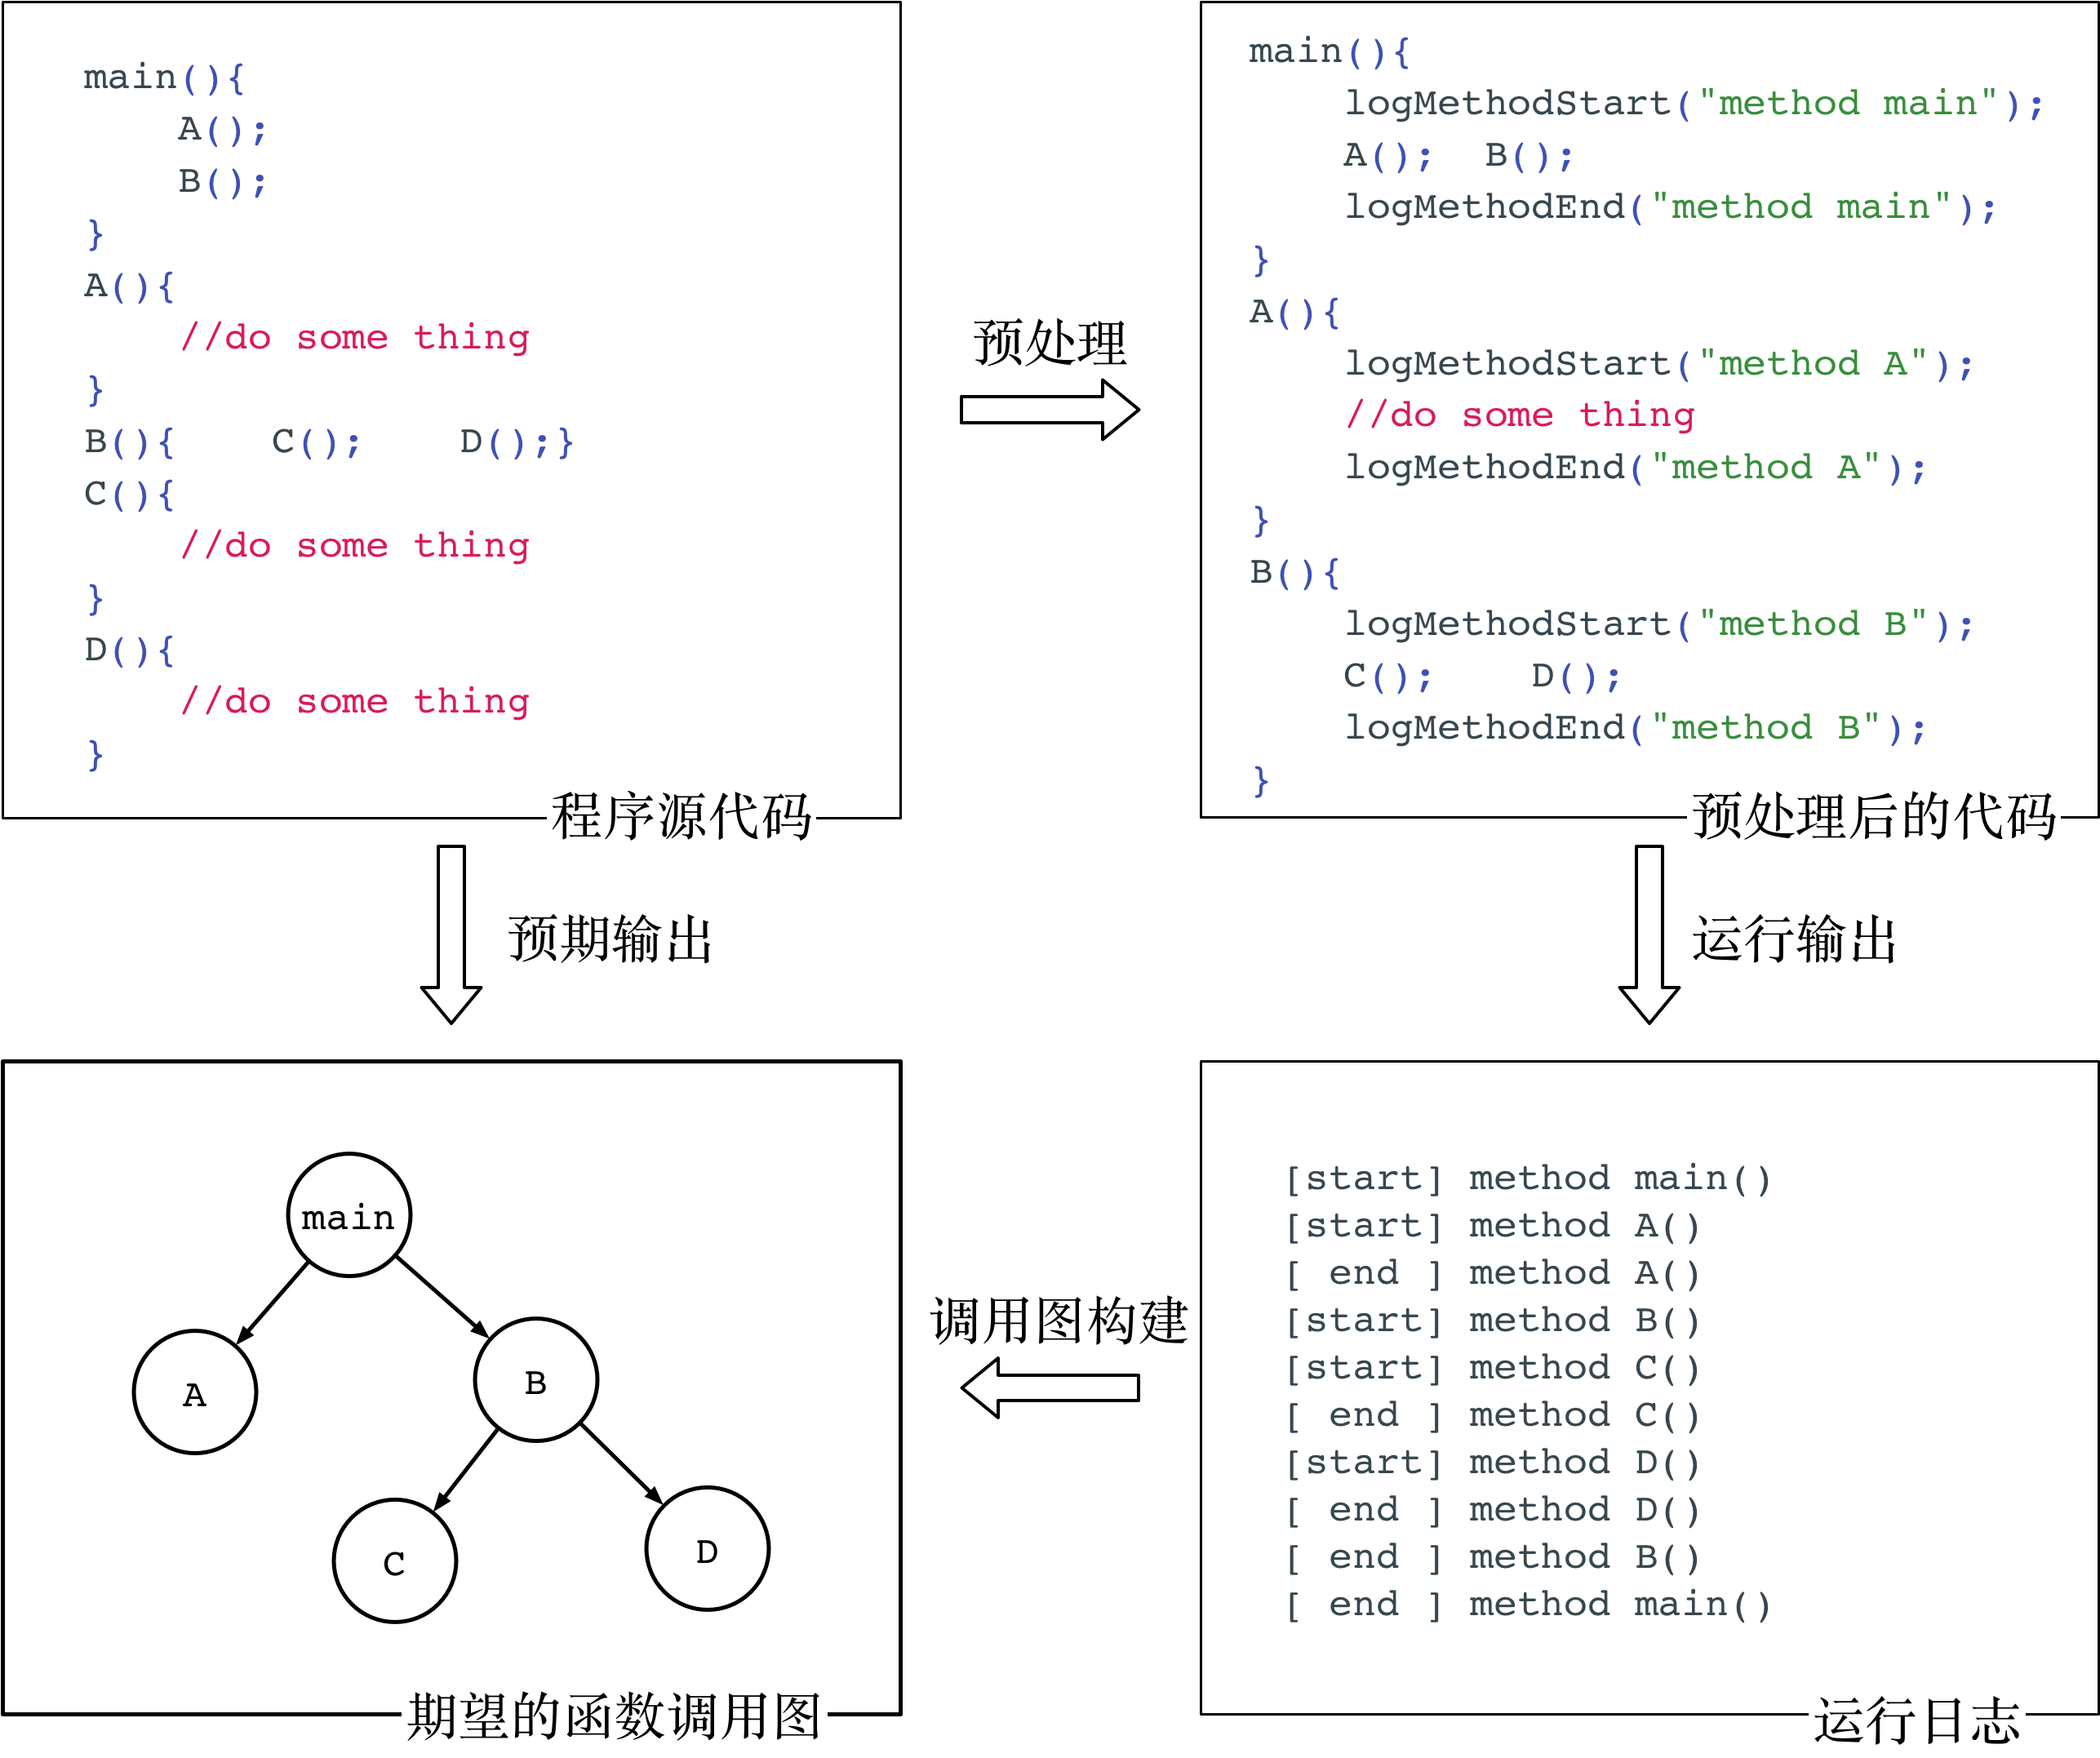 main(){
A();
B();
}
A(){
//do some thing
}
B(){    C();    D();}
C(){
//do some thing
}
D(){
//do some thing
}
程序源代码
预处理
main(){
logMethodStart("method main");
A();  B();
logMethodEnd("method main");
}
A(){
logMethodStart("method A");
//do some thing
logMethodEnd("method A");
}
B(){
logMethodStart("method B");
C();    D();
logMethodEnd("method B");
}
预处理后的代码
预期输出
运行输出
main
A
B
C
D
期望的函数调用图
调用图构建
[start] method main()
[start] method A()
[ end ] method A()
[start] method B()
[start] method C()
[ end ] method C()
[start] method D()
[ end ] method D()
[ end ] method B()
[ end ] method main()
运行日志